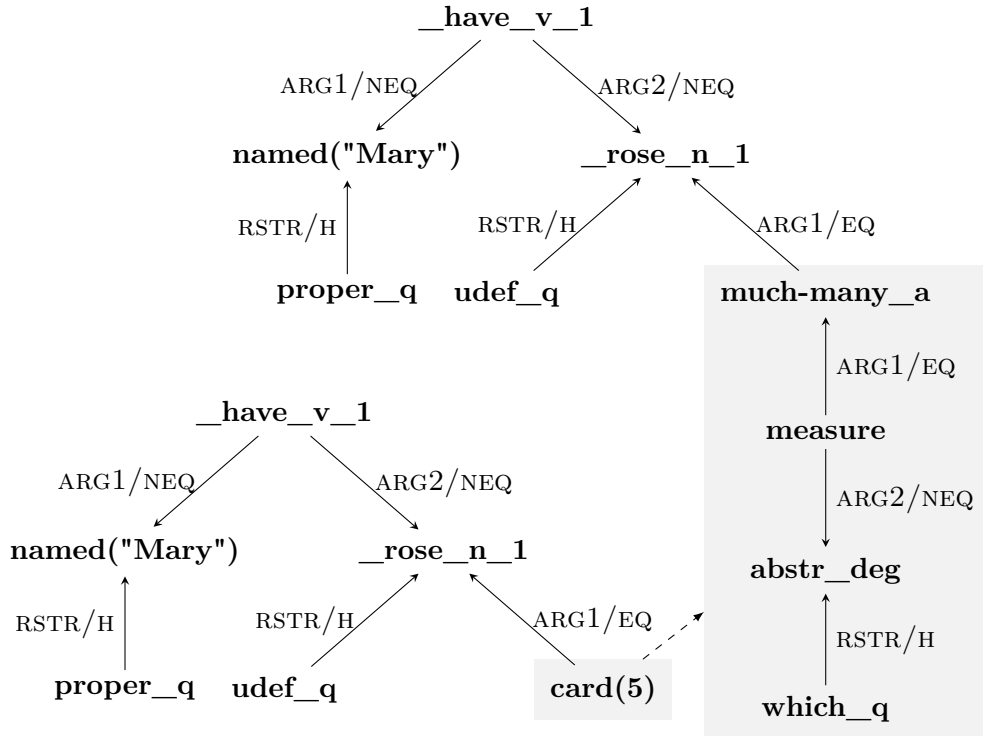 _have_v_1
ARG1/NEQ ARG2/NEQ
named("Mary") _rose_n_1
RSTR/H RSTR/H ARG1/EQ
proper_q udef_q much-many_a
ARG1/EQ
_have_v_1 measure
ARG1/NEQ ARG2/NEQ ARG2/NEQ
named("Mary") _rose_n_1 abstr_deg
RSTR/H RSTR/H ARG1/EQ RSTR/H
proper_q udef_q card(5) which_q